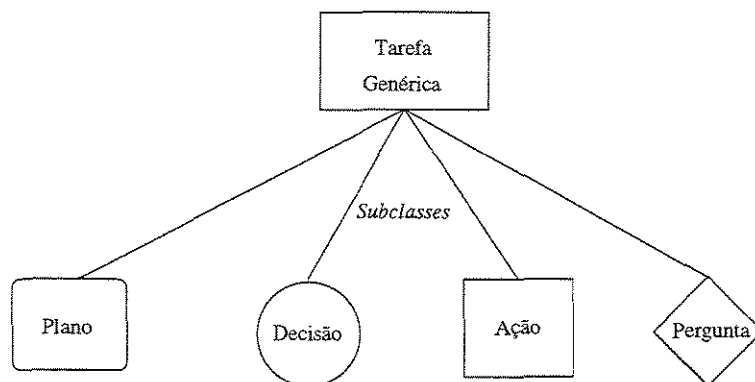 Tarefa
Genérica
Subclasses
Plano
Decisão
Ação
Pergunta